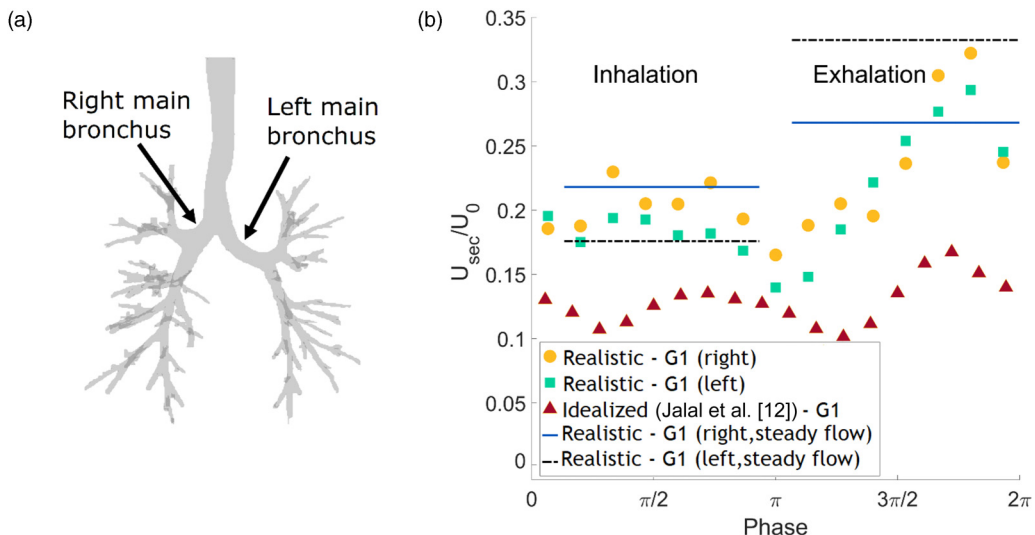 (a)
Right main
bronchus
Left main
bronchus
(b)
U_sec/U_0
0.35
0.3
0.25
0.2
0.15
0.1
0.05
0
Inhalation
Exhalation
Realistic - G1 (right)
Realistic - G1 (left)
Idealized (Jalal et al. [12]) - G1
Realistic - G1 (right,steady flow)
Realistic - G1 (left,steady flow)
0
π/2
π
3π/2
2π
Phase